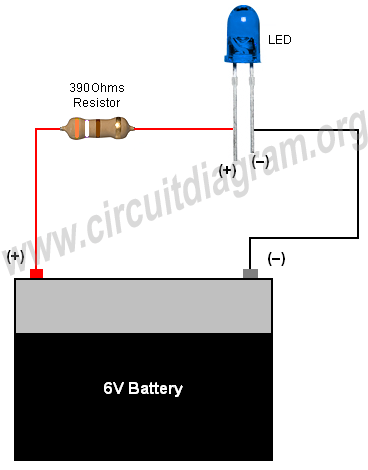 LED
390Ohms
Resistor
(+)
(–)
(+)
(–)
6V Battery
www.circuitdiagram.org